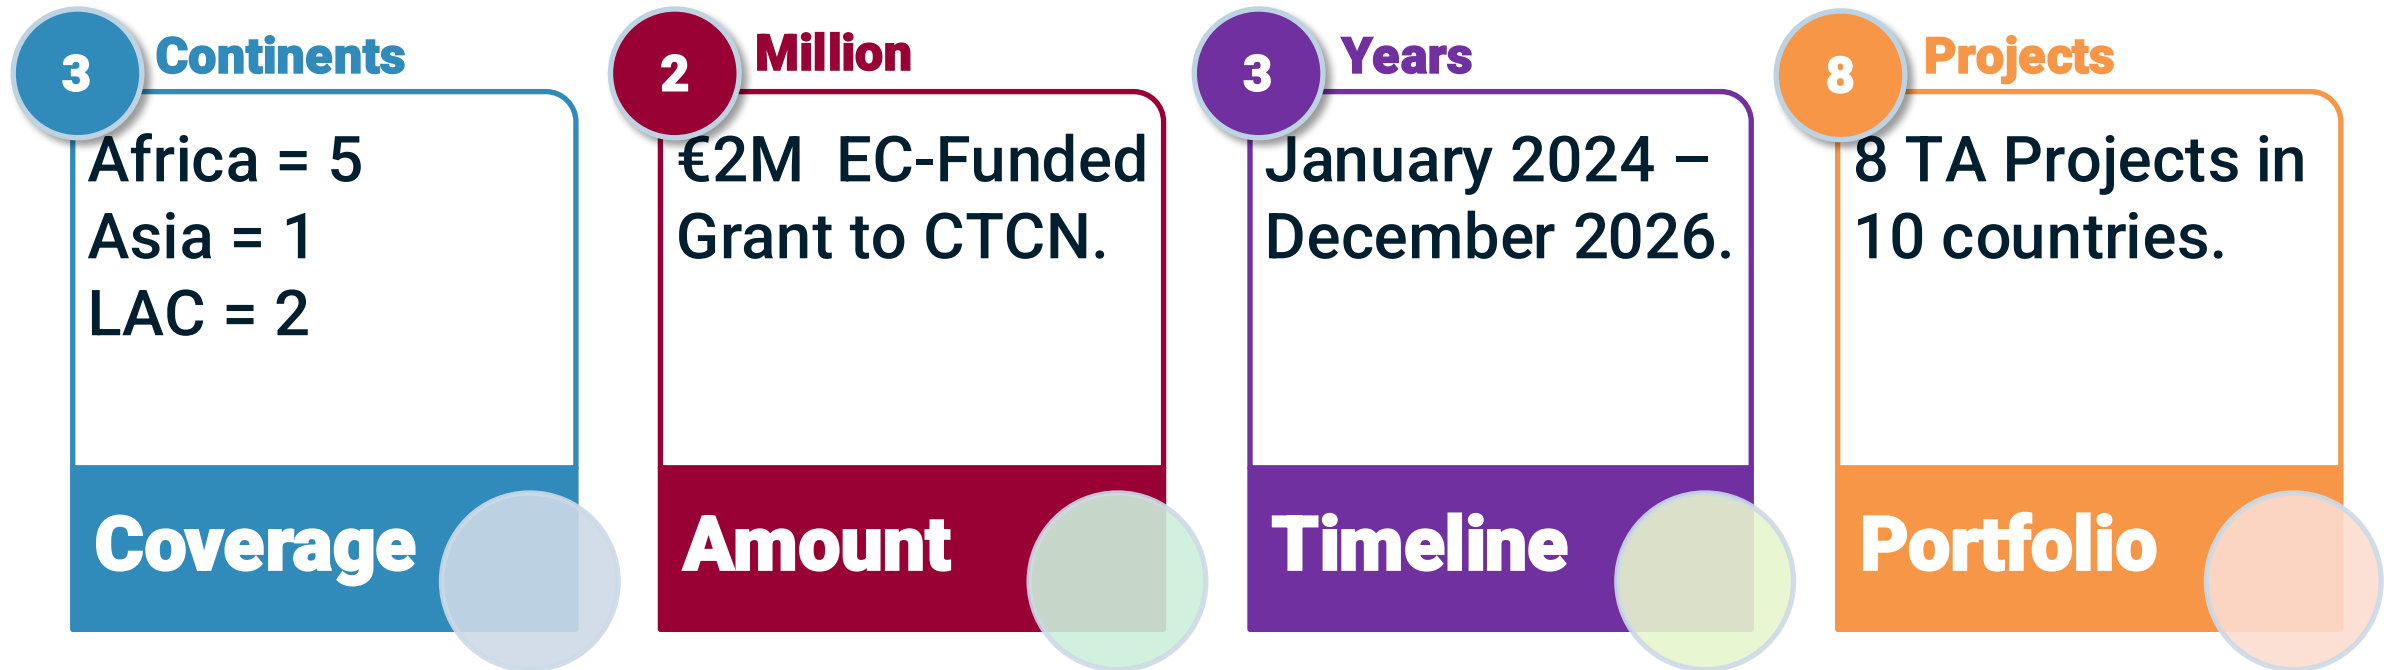 3 Continents
Africa = 5
Asia = 1
LAC = 2
Coverage
2 Million
€2M  EC-Funded
Grant to CTCN.
Amount
3 Years
January 2024 –
December 2026.
Timeline
8 Projects
8 TA Projects in
10 countries.
Portfolio